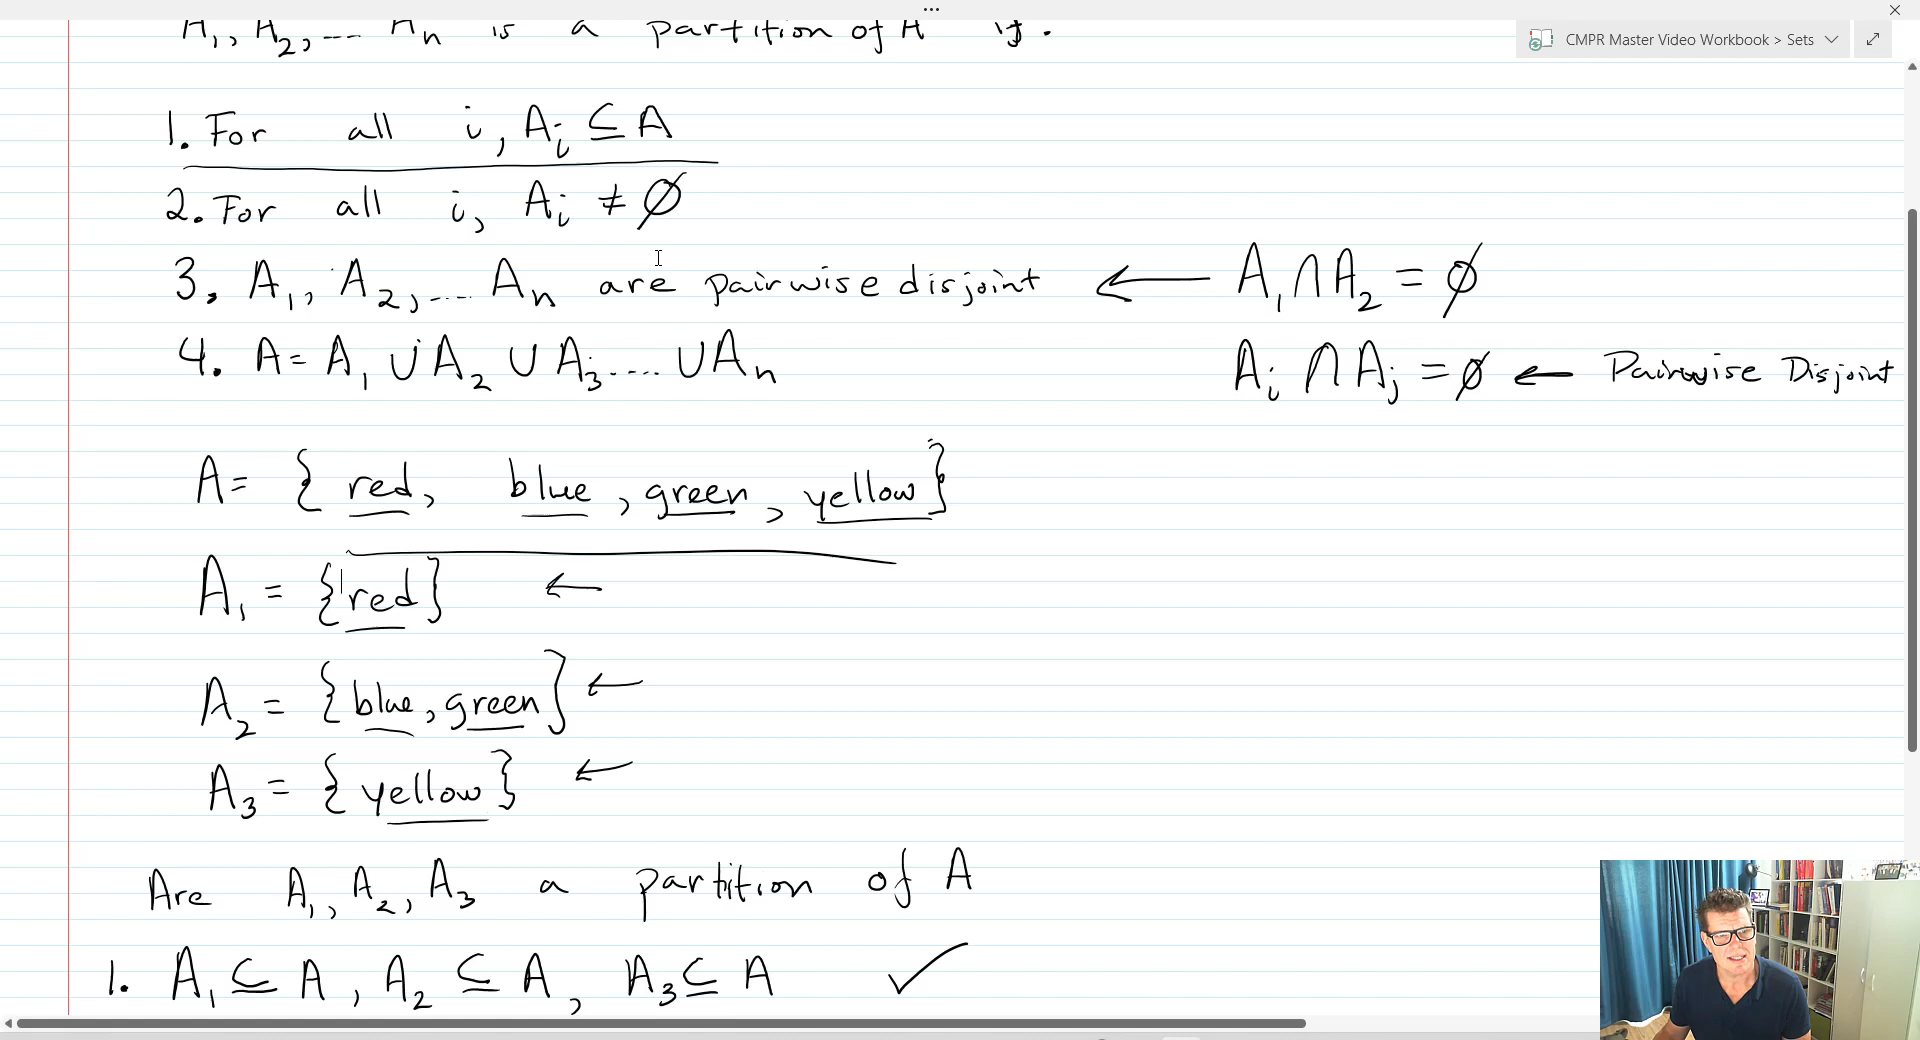 A₁, A₂, ... Aₙ is a partition of A if.
CMPR Master Video Workbook > Sets
1. For all i, Aᵢ ⊆ A
2. For all i, Aᵢ ≠ ∅
3. A₁, A₂, .... Aₙ are pairwise disjoint ← A₁ ∩ A₂ = ∅
4. A = A₁ ∪ A₂ ∪ A₃ .... ∪ Aₙ
Aᵢ ∩ Aⱼ = ∅ ← Pairwise Disjoint
A = { red, blue, green, yellow }
A₁ = {red} ←
A₂ = {blue, green} ←
A₃ = { yellow } ←
Are A₁, A₂, A₃ a partition of A
1. A₁ ⊆ A, A₂ ⊆ A, A₃ ⊆ A ✓